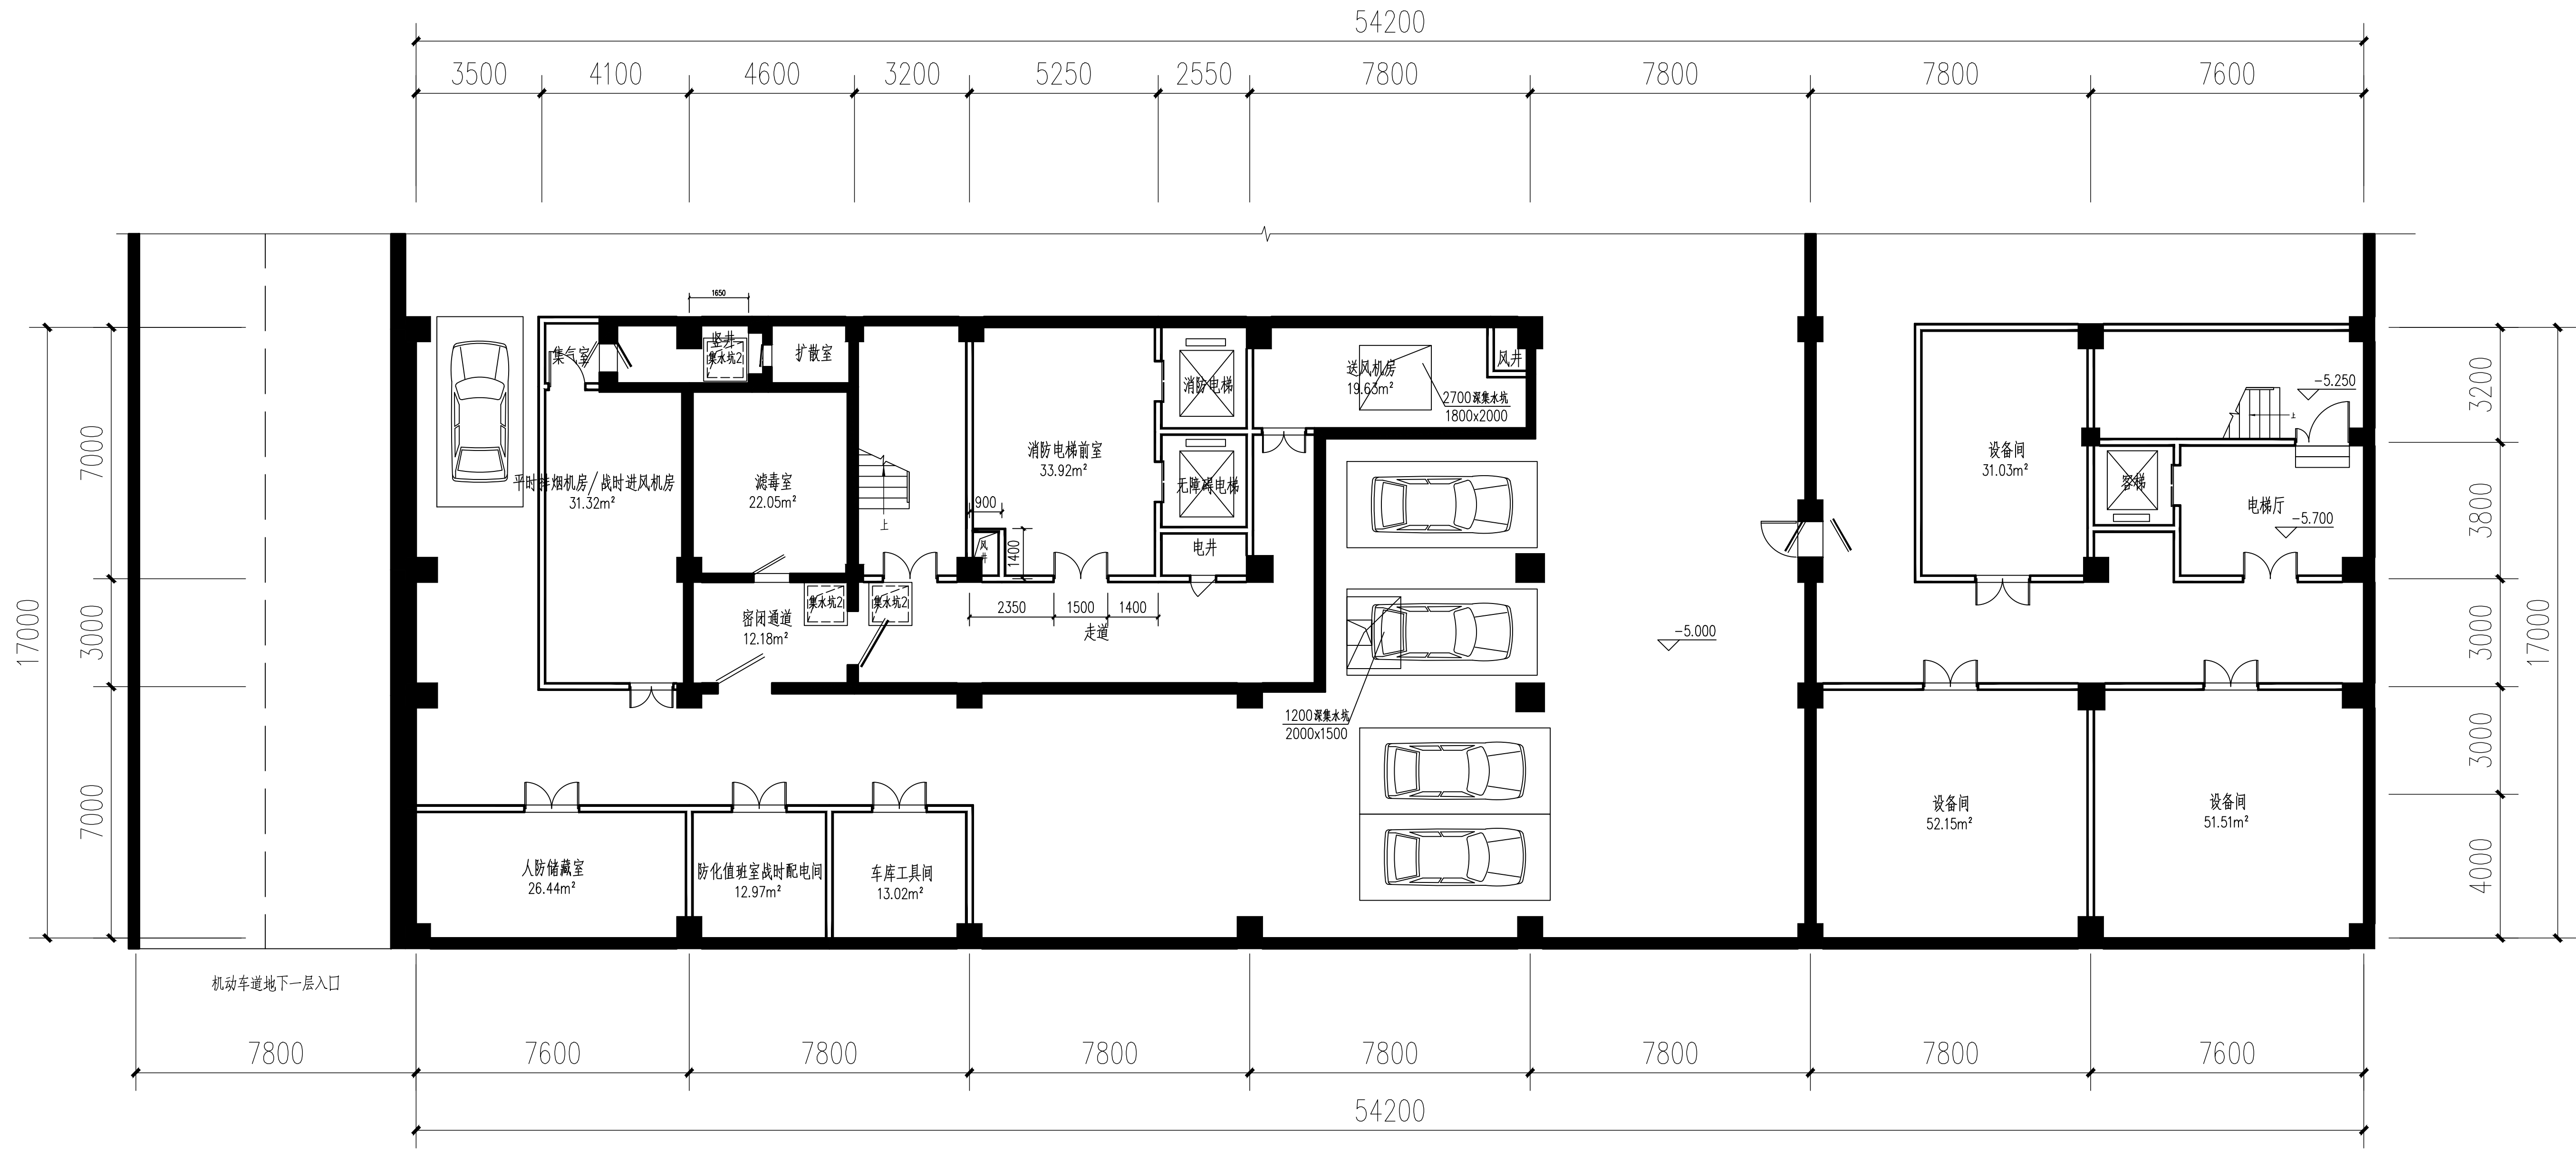 54200
3500 4100 4600 3200 5250 2550 7800 7800 7800 7600
1650
竖井
集水坑2
集气室
扩散室
消防电梯
送风机房
19.63m²
风井
2700深集水坑
1800x2000
-5.250
上
3200
7000
平时排烟机房/战时进风机房
31.32m²
滤毒室
22.05m²
上
消防电梯前室
33.92m²
900
风井
1400
无障碍电梯
电井
设备间
31.03m²
客梯
电梯厅
-5.700
3800
17000
3000
密闭通道
12.18m²
集水坑2
集水坑2
2350 1500 1400
走道
-5.000
3000
17000
1200深集水坑
2000x1500
3000
7000
人防储藏室
26.44m²
防化值班室战时配电间
12.97m²
车库工具间
13.02m²
设备间
52.15m²
设备间
51.51m²
4000
机动车道地下一层入口
7800 7600 7800 7800 7800 7800 7800 7600
54200